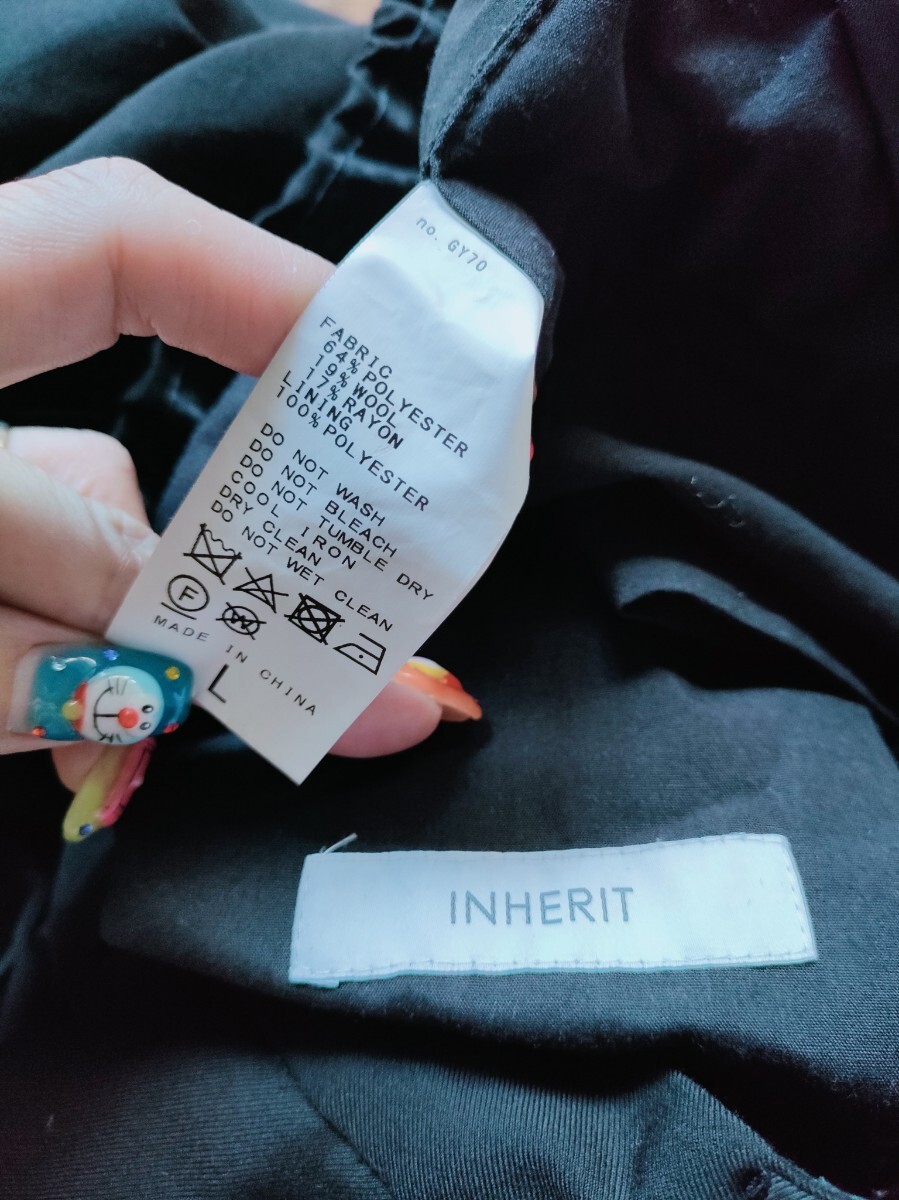 no. GY70
FABRIC
64% POLYESTER
19% WOOL
17% RAYON
LINING
100% POLYESTER
DO NOT WASH
DO NOT BLEACH
DO NOT TUMBLE DRY
COOL IRON
DRY CLEAN
DO NOT WET CLEAN
F
W
MADE IN CHINA
L
INHERIT